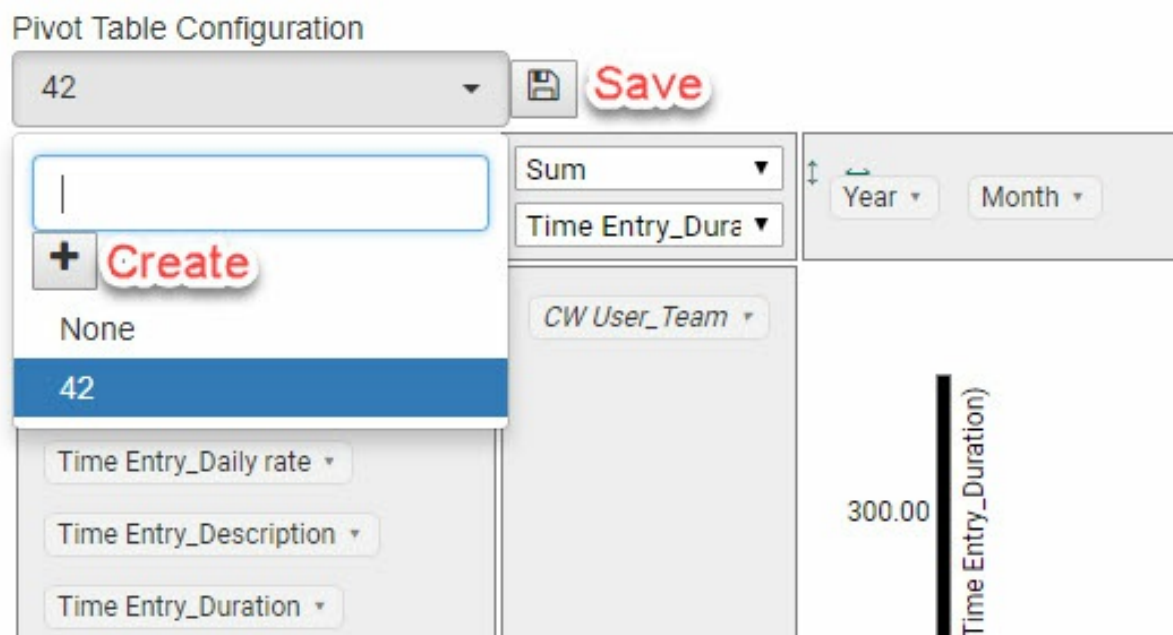 Pivot Table Configuration
42
Save
Sum
Year
Month
Time Entry_Dura
Create
CW User_Team
None
42
Time Entry_Daily rate
300.00
Time Entry_Description
Time Entry_Duration
Time Entry_Duration)